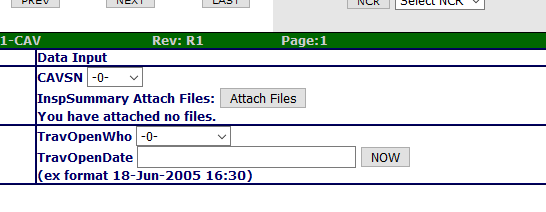 PREV NEXT LAST NCR Select NCR
1-CAV Rev: R1 Page:1
Data Input
CAVSN -0-
InspSummary Attach Files: Attach Files
You have attached no files.
TravOpenWho -0-
TravOpenDate NOW
(ex format 18-Jun-2005 16:30)